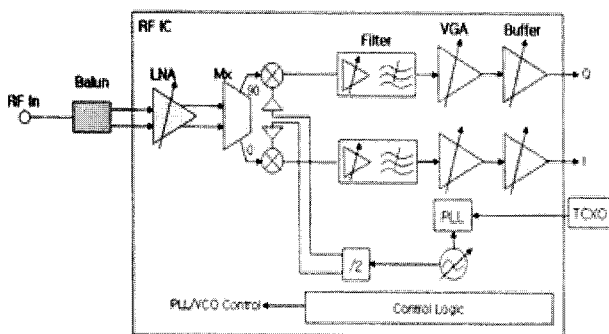 RF IC
Filter
VGA
Buffer
LNA
Mx
Balun
RF In
90
Q
0
I
PLL
TCXO
/2
PLL/VCO Control
Control Logic